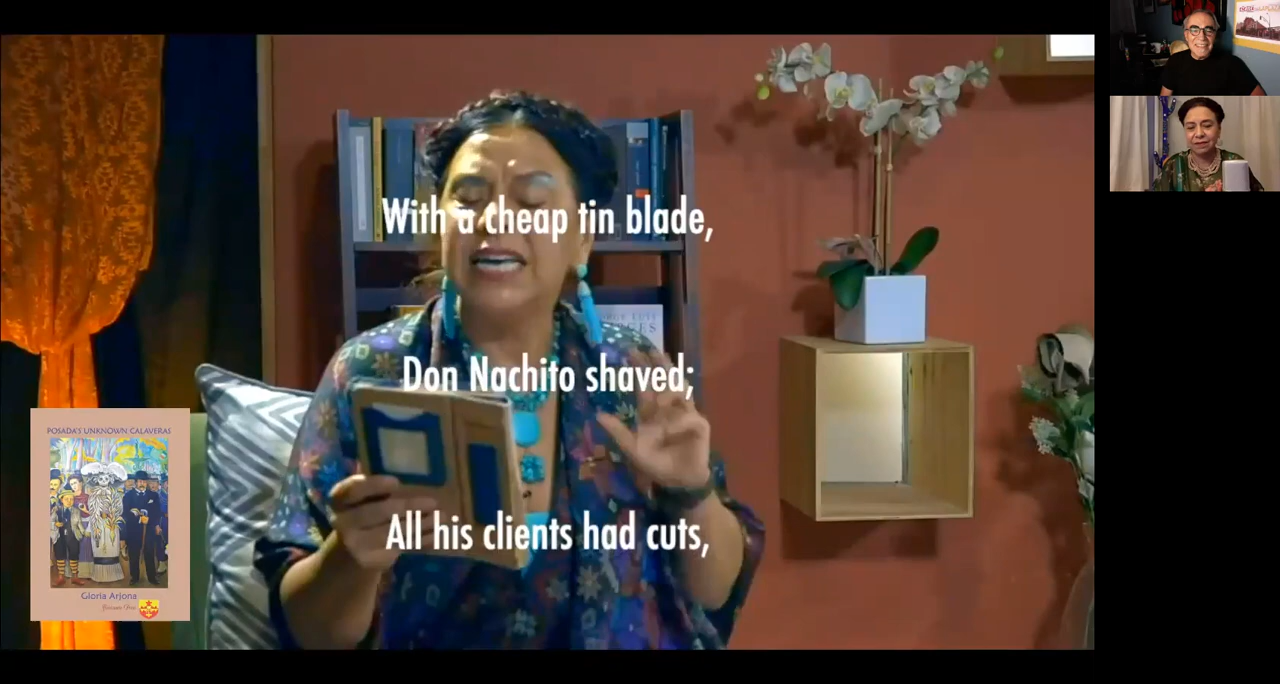 With a cheap tin blade,
Don Nachito shaved;
All his clients had cuts,
POSADA'S UNKNOWN CALAVERAS
Gloria Arjona